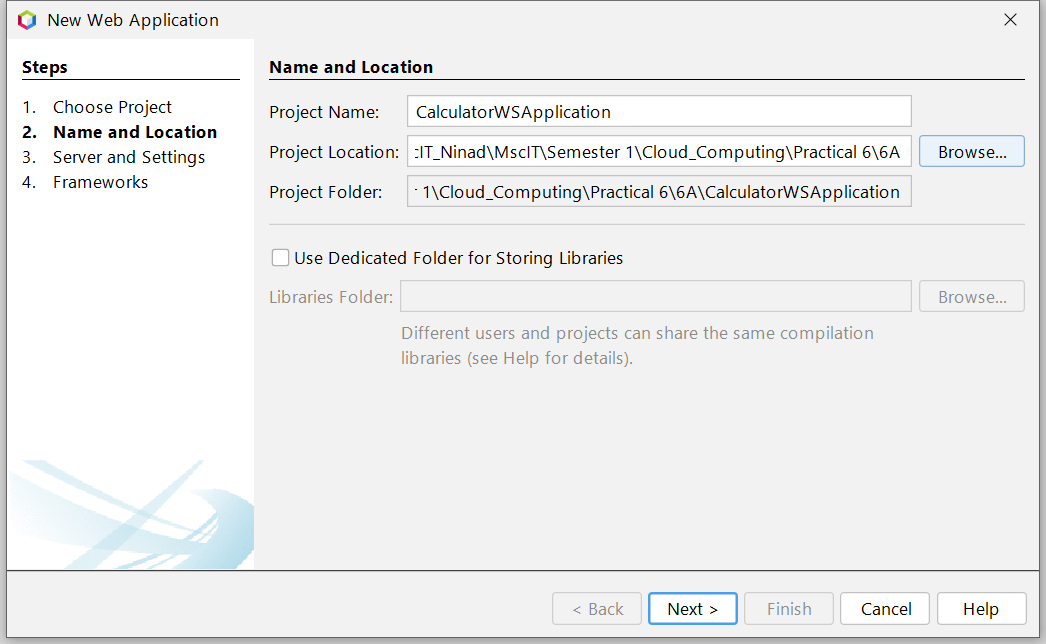 New Web Application
Steps
1. Choose Project
2. Name and Location
3. Server and Settings
4. Frameworks
Name and Location
Project Name: CalculatorWSApplication
Project Location: IT_Ninad\MscIT\Semester 1\Cloud_Computing\Practical 6\6A Browse...
Project Folder: 1\Cloud_Computing\Practical 6\6A\CalculatorWSApplication
Use Dedicated Folder for Storing Libraries
Libraries Folder: Browse...
Different users and projects can share the same compilation
libraries (see Help for details).
< Back Next > Finish Cancel Help